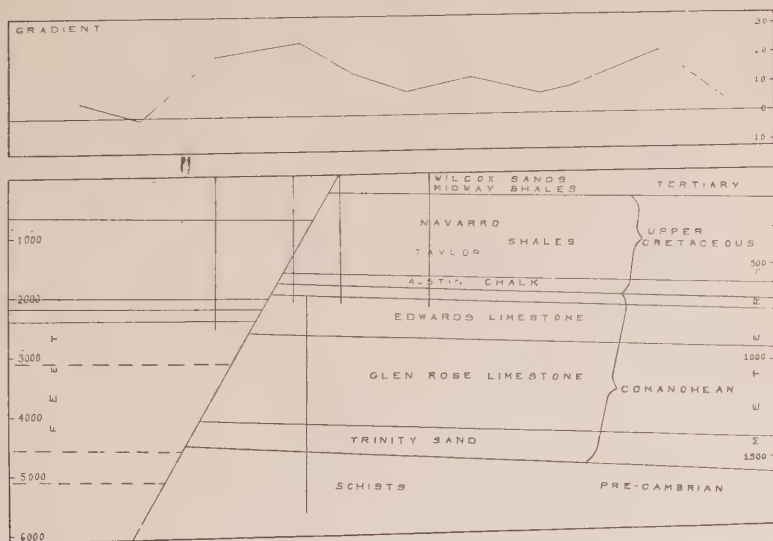 GRADIENT
30
20
10
0
10
WILCOX SANDS
MIDWAY SHALES
TERTIARY
NAVARRO
SHALES
TAYLOR
UPPER
CRETACEOUS
1000
500
AUSTIN CHALK
2000
EDWARDS LIMESTONE
FEET
METERS
3000
1000
GLEN ROSE LIMESTONE
COMANCHEAN
4000
TRINITY SAND
1500
5000
SCHISTS
PRE-CAMBRIAN
6000